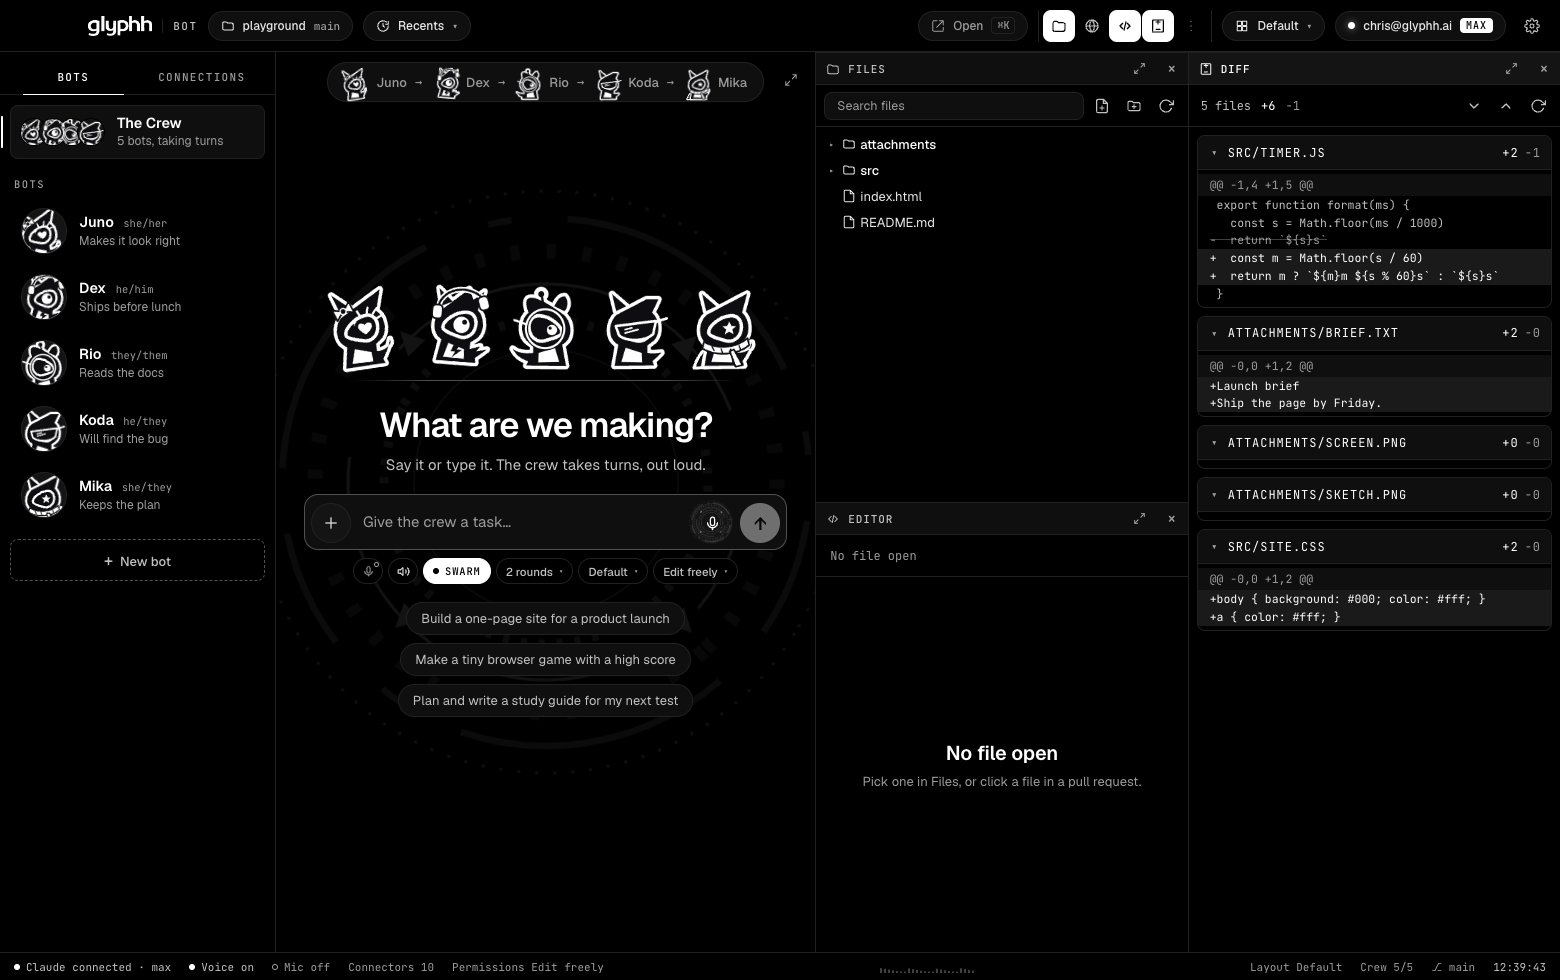 glyphh
BOT
playground main
Recents
Open ⌘K
Default
chris@glyphh.ai MAX
BOTS
CONNECTIONS
The Crew
5 bots, taking turns
BOTS
Juno she/her
Makes it look right
Dex he/him
Ships before lunch
Rio they/them
Reads the docs
Koda he/they
Will find the bug
Mika she/they
Keeps the plan
+ New bot
Juno → Dex → Rio → Koda → Mika
What are we making?
Say it or type it. The crew takes turns, out loud.
Give the crew a task...
SWARM
2 rounds
Default
Edit freely
Build a one-page site for a product launch
Make a tiny browser game with a high score
Plan and write a study guide for my next test
FILES
Search files
attachments
src
index.html
README.md
EDITOR
No file open
No file open
Pick one in Files, or click a file in a pull request.
DIFF
5 files +6 -1
SRC/TIMER.JS +2 -1
@@ -1,4 +1,5 @@
export function format(ms) {
const s = Math.floor(ms / 1000)
- return `${s}s`
+ const m = Math.floor(s / 60)
+ return m ? `${m}m ${s % 60}s` : `${s}s`
}
ATTACHMENTS/BRIEF.TXT +2 -0
@@ -0,0 +1,2 @@
+Launch brief
+Ship the page by Friday.
ATTACHMENTS/SCREEN.PNG +0 -0
ATTACHMENTS/SKETCH.PNG +0 -0
SRC/SITE.CSS +2 -0
@@ -0,0 +1,2 @@
+body { background: #000; color: #fff; }
+a { color: #fff; }
Claude connected · max
Voice on
Mic off
Connectors 10
Permissions Edit freely
Layout Default
Crew 5/5
main
12:39:43